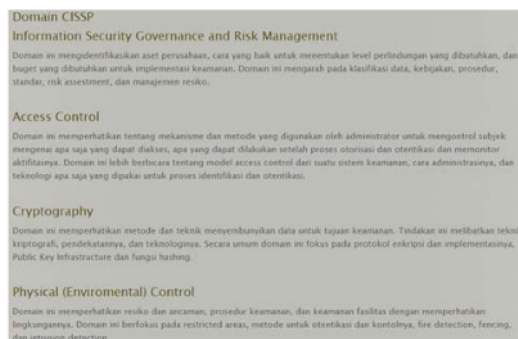 Domain CISSP
Information Security Governance and Risk Management
Domain ini mengidentifikasikan aset perusahaan, cara yang baik untuk menentukan level perlindungan yang dibutuhkan, dan
buget yang dibutuhkan untuk implementasi keamanan. Domain ini mengarah pada klasifikasi data, kebijakan, prosedur,
standar, risk assestment, dan manajemen resiko.
Access Control
Domain ini memperhatikan tentang mekanisme dan metode yang digunakan oleh administrator untuk mengontrol subjek
mengenai apa saja yang dapat diakses, apa yang dapat dilakukan setelah proses otorisasi dan otentikasi dan memonitor
aktifitasnya. Domain ini lebih berbicara tentang model access control dari suatu sistem keamanan, cara administrasinya, dan
teknologi apa saja yang dipakai untuk proses identifikasi dan otentikasi.
Cryptography
Domain ini memperhatikan metode dan teknik menyembunyikan data untuk tujuan keamanan. Tindakan ini melibatkan tekni
kriptografi, pendekatannya, dan teknologinya. Secara umum domain ini fokus pada protokol enkripsi dan implementasinya,
Public Key Infrastructure dan fungsi hashing.
Physical (Enviromental) Control
Domain ini memperhatikan resiko dan ancaman, prosedur keamanan, dan keamanan fasilitas dengan memperhatikan
lingkungannya. Domain ini berfokus pada restricted areas, metode untuk otentikasi dan kontolnya, fire detection, fencing,
dan intrusion detection